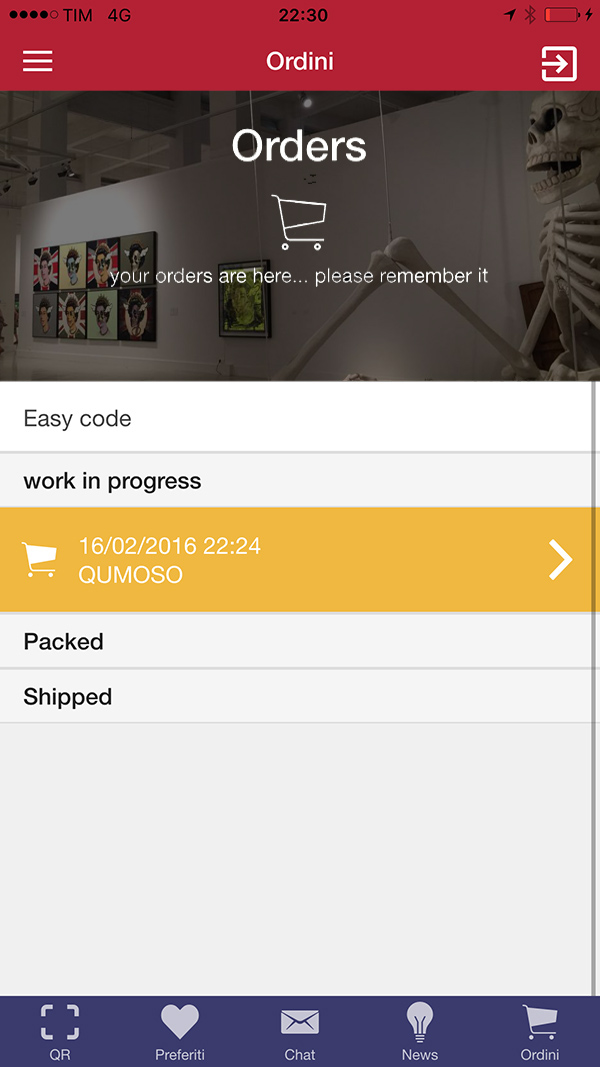 TIM 4G 22:30
Ordini
Orders
your orders are here... please remember it
Easy code
work in progress
16/02/2016 22:24
QUMOSO
Packed
Shipped
QR Preferiti Chat News Ordini